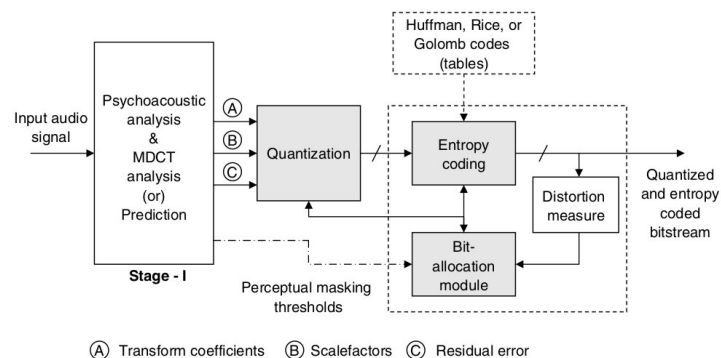 Huffman, Rice, or
Golomb codes
(tables)
Input audio
signal
Psychoacoustic
analysis
&
MDCT
analysis
(or)
Prediction
A
B
C
Quantization
Entropy
coding
Distortion
measure
Quantized
and entropy
coded
bitstream
Bit-
allocation
module
Stage - I
Perceptual masking
thresholds
A Transform coefficients B Scalefactors C Residual error